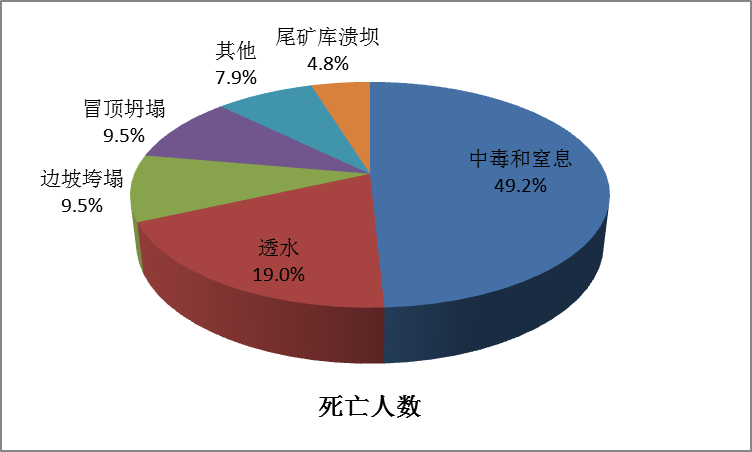 尾矿库溃坝
4.8%
其他
7.9%
冒顶坍塌
9.5%
边坡垮塌
9.5%
中毒和窒息
49.2%
透水
19.0%
死亡人数